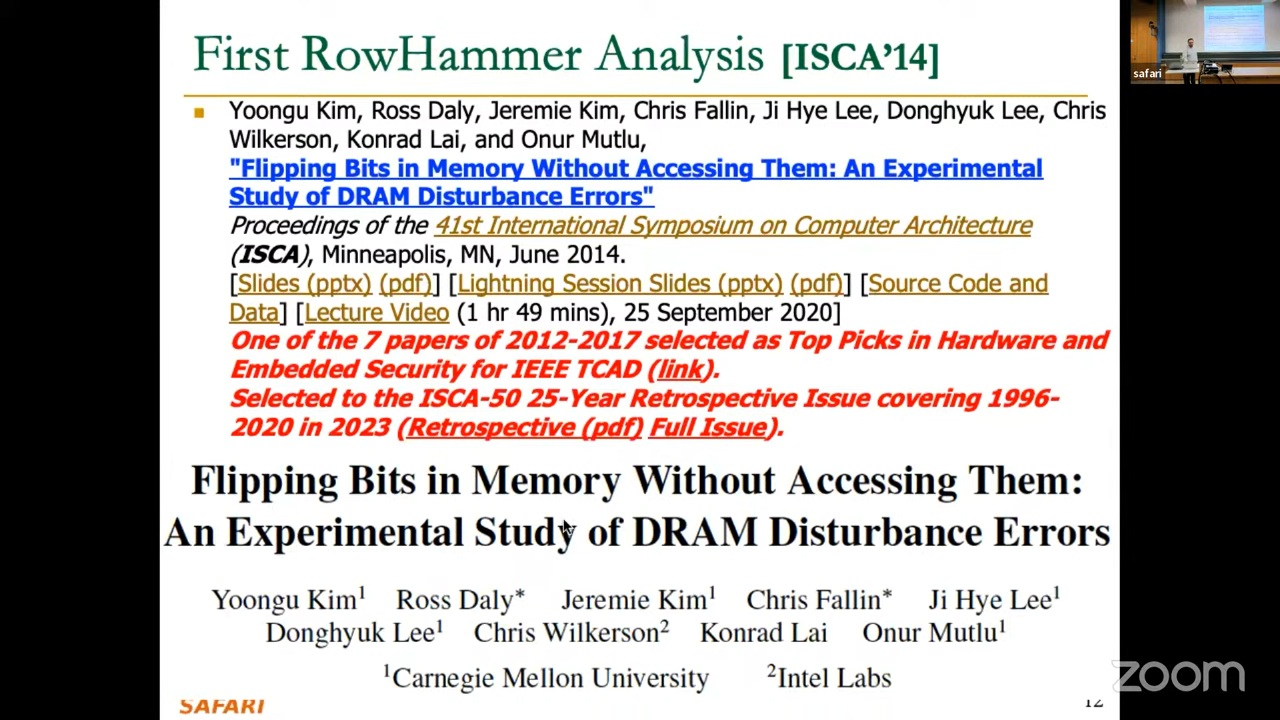 First RowHammer Analysis [ISCA'14]
safari
Yoongu Kim, Ross Daly, Jeremie Kim, Chris Fallin, Ji Hye Lee, Donghyuk Lee, Chris
Wilkerson, Konrad Lai, and Onur Mutlu,
"Flipping Bits in Memory Without Accessing Them: An Experimental
Study of DRAM Disturbance Errors"
Proceedings of the 41st International Symposium on Computer Architecture
(ISCA), Minneapolis, MN, June 2014.
[Slides (pptx) (pdf)] [Lightning Session Slides (pptx) (pdf)] [Source Code and
Data] [Lecture Video (1 hr 49 mins), 25 September 2020]
One of the 7 papers of 2012-2017 selected as Top Picks in Hardware and
Embedded Security for IEEE TCAD (link).
Selected to the ISCA-50 25-Year Retrospective Issue covering 1996-
2020 in 2023 (Retrospective (pdf) Full Issue).
Flipping Bits in Memory Without Accessing Them:
An Experimental Study of DRAM Disturbance Errors
Yoongu Kim¹ Ross Daly* Jeremie Kim¹ Chris Fallin* Ji Hye Lee¹
Donghyuk Lee¹ Chris Wilkerson² Konrad Lai Onur Mutlu¹
¹Carnegie Mellon University ²Intel Labs
SAFARI
12
zoom